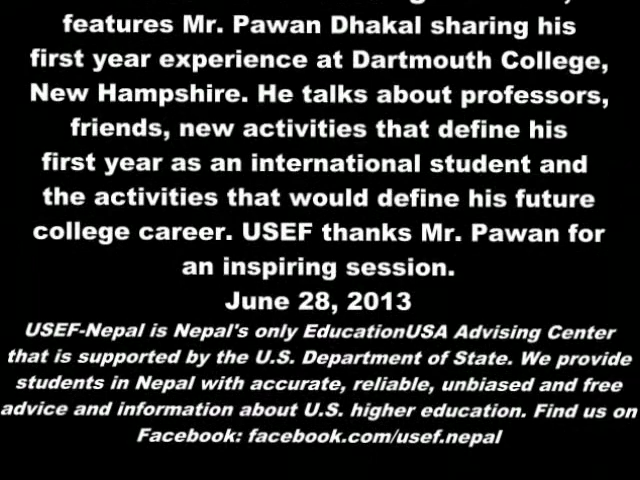 features Mr. Pawan Dhakal sharing his
first year experience at Dartmouth College,
New Hampshire. He talks about professors,
friends, new activities that define his
first year as an international student and
the activities that would define his future
college career. USEF thanks Mr. Pawan for
an inspiring session.
June 28, 2013
USEF-Nepal is Nepal's only EducationUSA Advising Center
that is supported by the U.S. Department of State. We provide
students in Nepal with accurate, reliable, unbiased and free
advice and information about U.S. higher education. Find us on
Facebook: facebook.com/usef.nepal